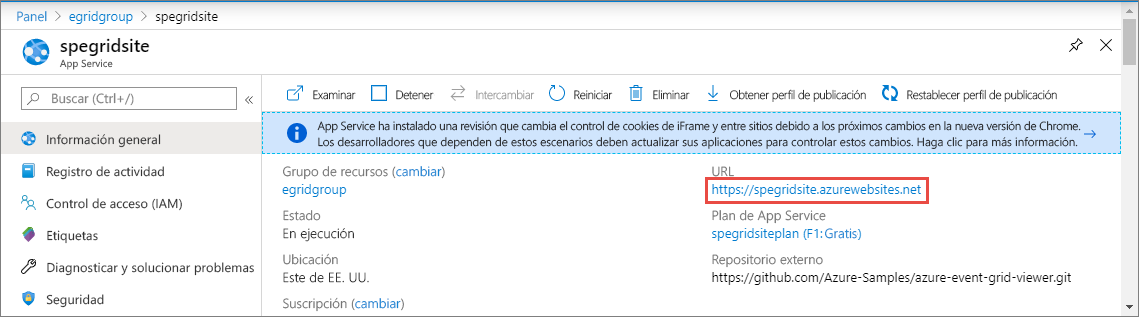 Panel > egridgroup > spegridsite
spegridsite
App Service
Buscar (Ctrl+/)
«
Información general
Registro de actividad
Control de acceso (IAM)
Etiquetas
Diagnosticar y solucionar problemas
Seguridad
Examinar Detener Intercambiar Reiniciar Eliminar Obtener perfil de publicación Restablecer perfil de publicación
App Service ha instalado una revisión que cambia el control de cookies de iFrame y entre sitios debido a los próximos cambios en la nueva versión de Chrome.
Los desarrolladores que dependen de estos escenarios deben actualizar sus aplicaciones para controlar estos cambios. Haga clic para más información. →
Grupo de recursos (cambiar)
egridgroup
Estado
En ejecución
Ubicación
Este de EE. UU.
Suscripción (cambiar)
URL
https://spegridsite.azurewebsites.net
Plan de App Service
spegridsiteplan (F1:Gratis)
Repositorio externo
https://github.com/Azure-Samples/azure-event-grid-viewer.git